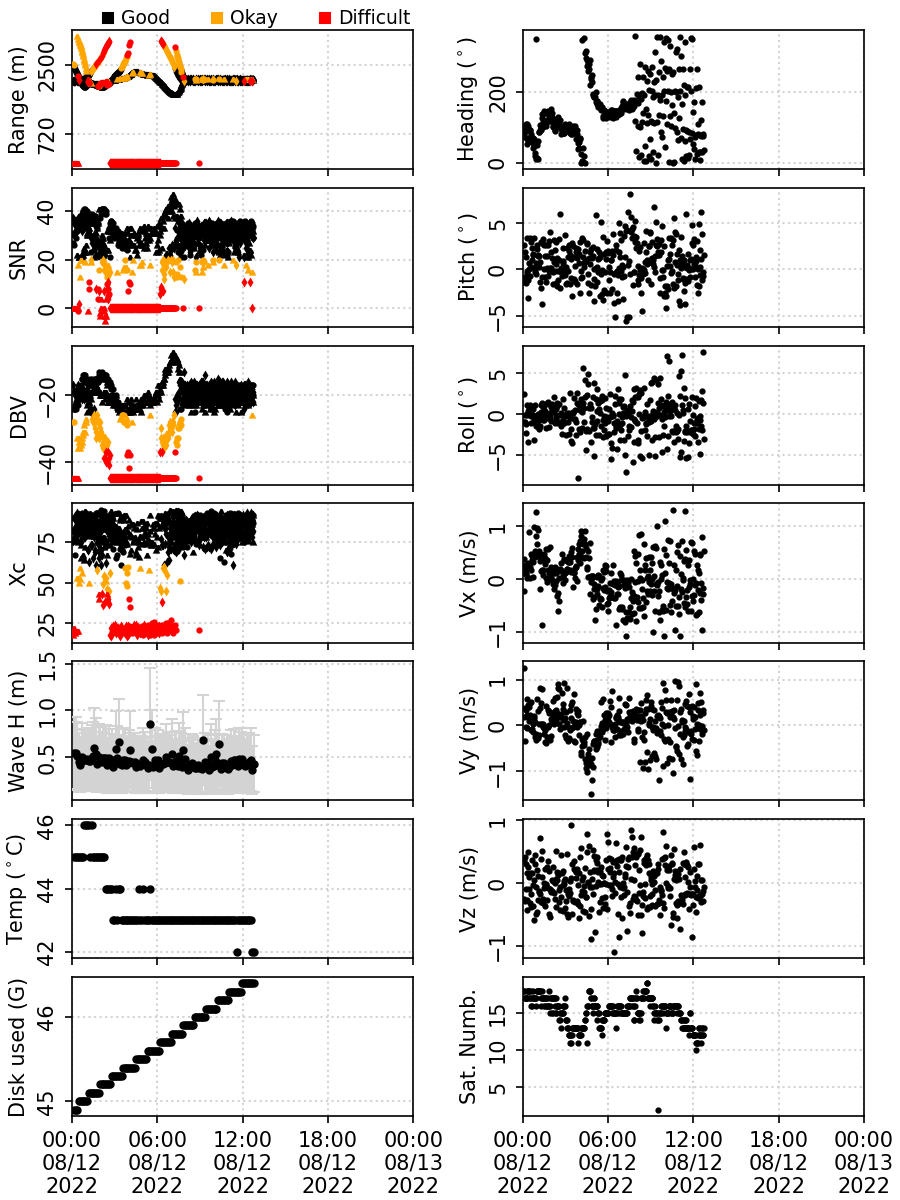 Good Okay Difficult
Range (m) 2500 720
Heading (°) 200 0
SNR 40 20 0
Pitch (°) 5 0 −5
DBV −20 −40
Roll (°) 5 0 −5
Xc 75 50 25
Vx (m/s) 1 0 −1
Wave H (m) 1.5 1.0 0.5
Vy (m/s) 1 0 −1
Temp (°C) 46 44 42
Vz (m/s) 1 0 −1
Disk used (G) 46 45
Sat. Numb. 15 10 5
00:00 06:00 12:00 18:00 00:00 00:00 06:00 12:00 18:00 00:00
08/12 08/12 08/12 08/12 08/13 08/12 08/12 08/12 08/12 08/13
2022 2022 2022 2022 2022 2022 2022 2022 2022 2022